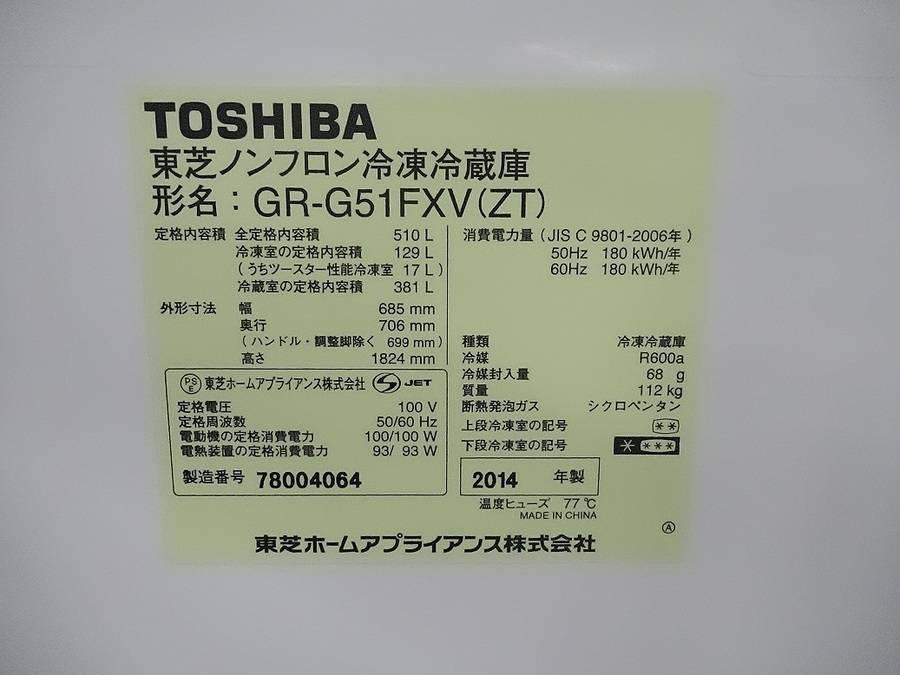 TOSHIBA
東芝ノンフロン冷凍冷蔵庫
形名：GR-G51FXV(ZT)
定格内容積 全定格内容積 510 L
冷凍室の定格内容積 129 L
(うちツースター性能冷凍室 17 L)
冷蔵室の定格内容積 381 L
外形寸法 幅 685 mm
奥行 706 mm
(ハンドル・調整脚除く 699 mm)
高さ 1824 mm
消費電力量 (JIS C 9801-2006年)
50Hz 180 kWh/年
60Hz 180 kWh/年
種類 冷凍冷蔵庫
冷媒 R600a
冷媒封入量 68 g
質量 112 kg
断熱発泡ガス シクロペンタン
上段冷凍室の記号 **
下段冷凍室の記号 * ***
PSE 東芝ホームアプライアンス株式会社 JET
定格電圧 100 V
定格周波数 50/60 Hz
電動機の定格消費電力 100/100 W
電熱装置の定格消費電力 93/ 93 W
製造番号 78004064
2014 年製
温度ヒューズ 77℃
MADE IN CHINA
Ⓐ
東芝ホームアプライアンス株式会社